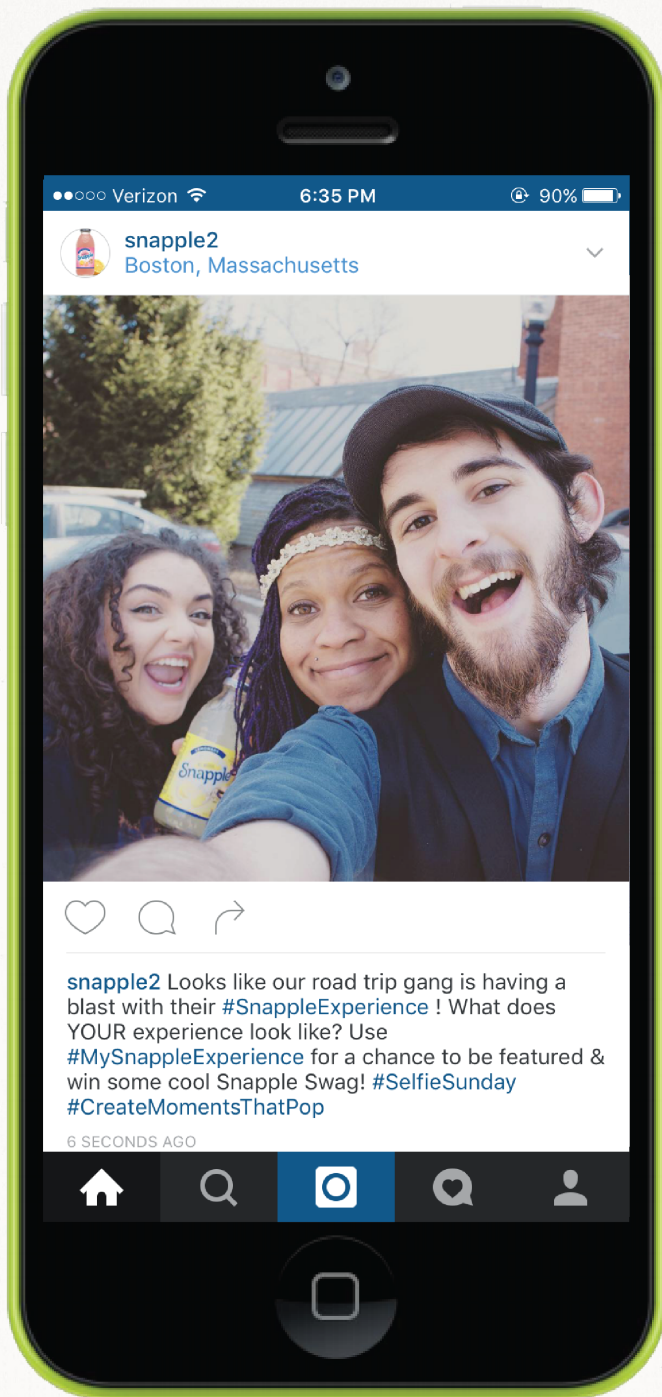 Verizon 6:35 PM 90%
snapple2
Boston, Massachusetts
Snapple
snapple2 Looks like our road trip gang is having a
blast with their #SnappleExperience ! What does
YOUR experience look like? Use
#MySnappleExperience for a chance to be featured &
win some cool Snapple Swag! #SelfieSunday
#CreateMomentsThatPop
6 SECONDS AGO